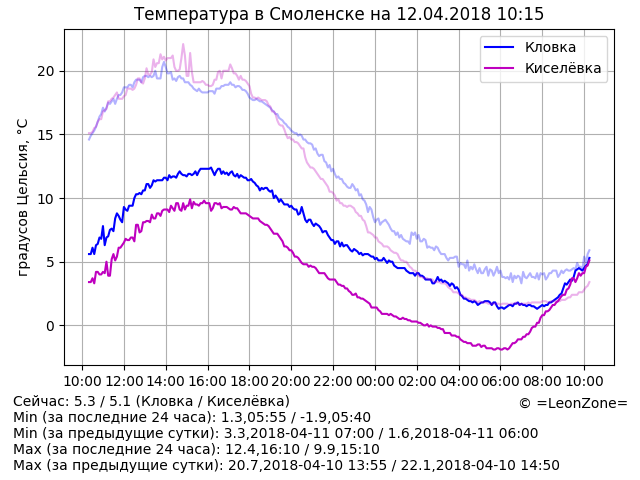 Температура в Смоленске на 12.04.2018 10:15
градусов Цельсия, °C
20
15
10
5
0
Кловка
Киселёвка
10:00 12:00 14:00 16:00 18:00 20:00 22:00 00:00 02:00 04:00 06:00 08:00 10:00
Сейчас: 5.3 / 5.1 (Кловка / Киселёвка)
© =LeonZone=
Min (за последние 24 часа): 1.3,05:55 / -1.9,05:40
Min (за предыдущие сутки): 3.3,2018-04-11 07:00 / 1.6,2018-04-11 06:00
Max (за последние 24 часа): 12.4,16:10 / 9.9,15:10
Max (за предыдущие сутки): 20.7,2018-04-10 13:55 / 22.1,2018-04-10 14:50